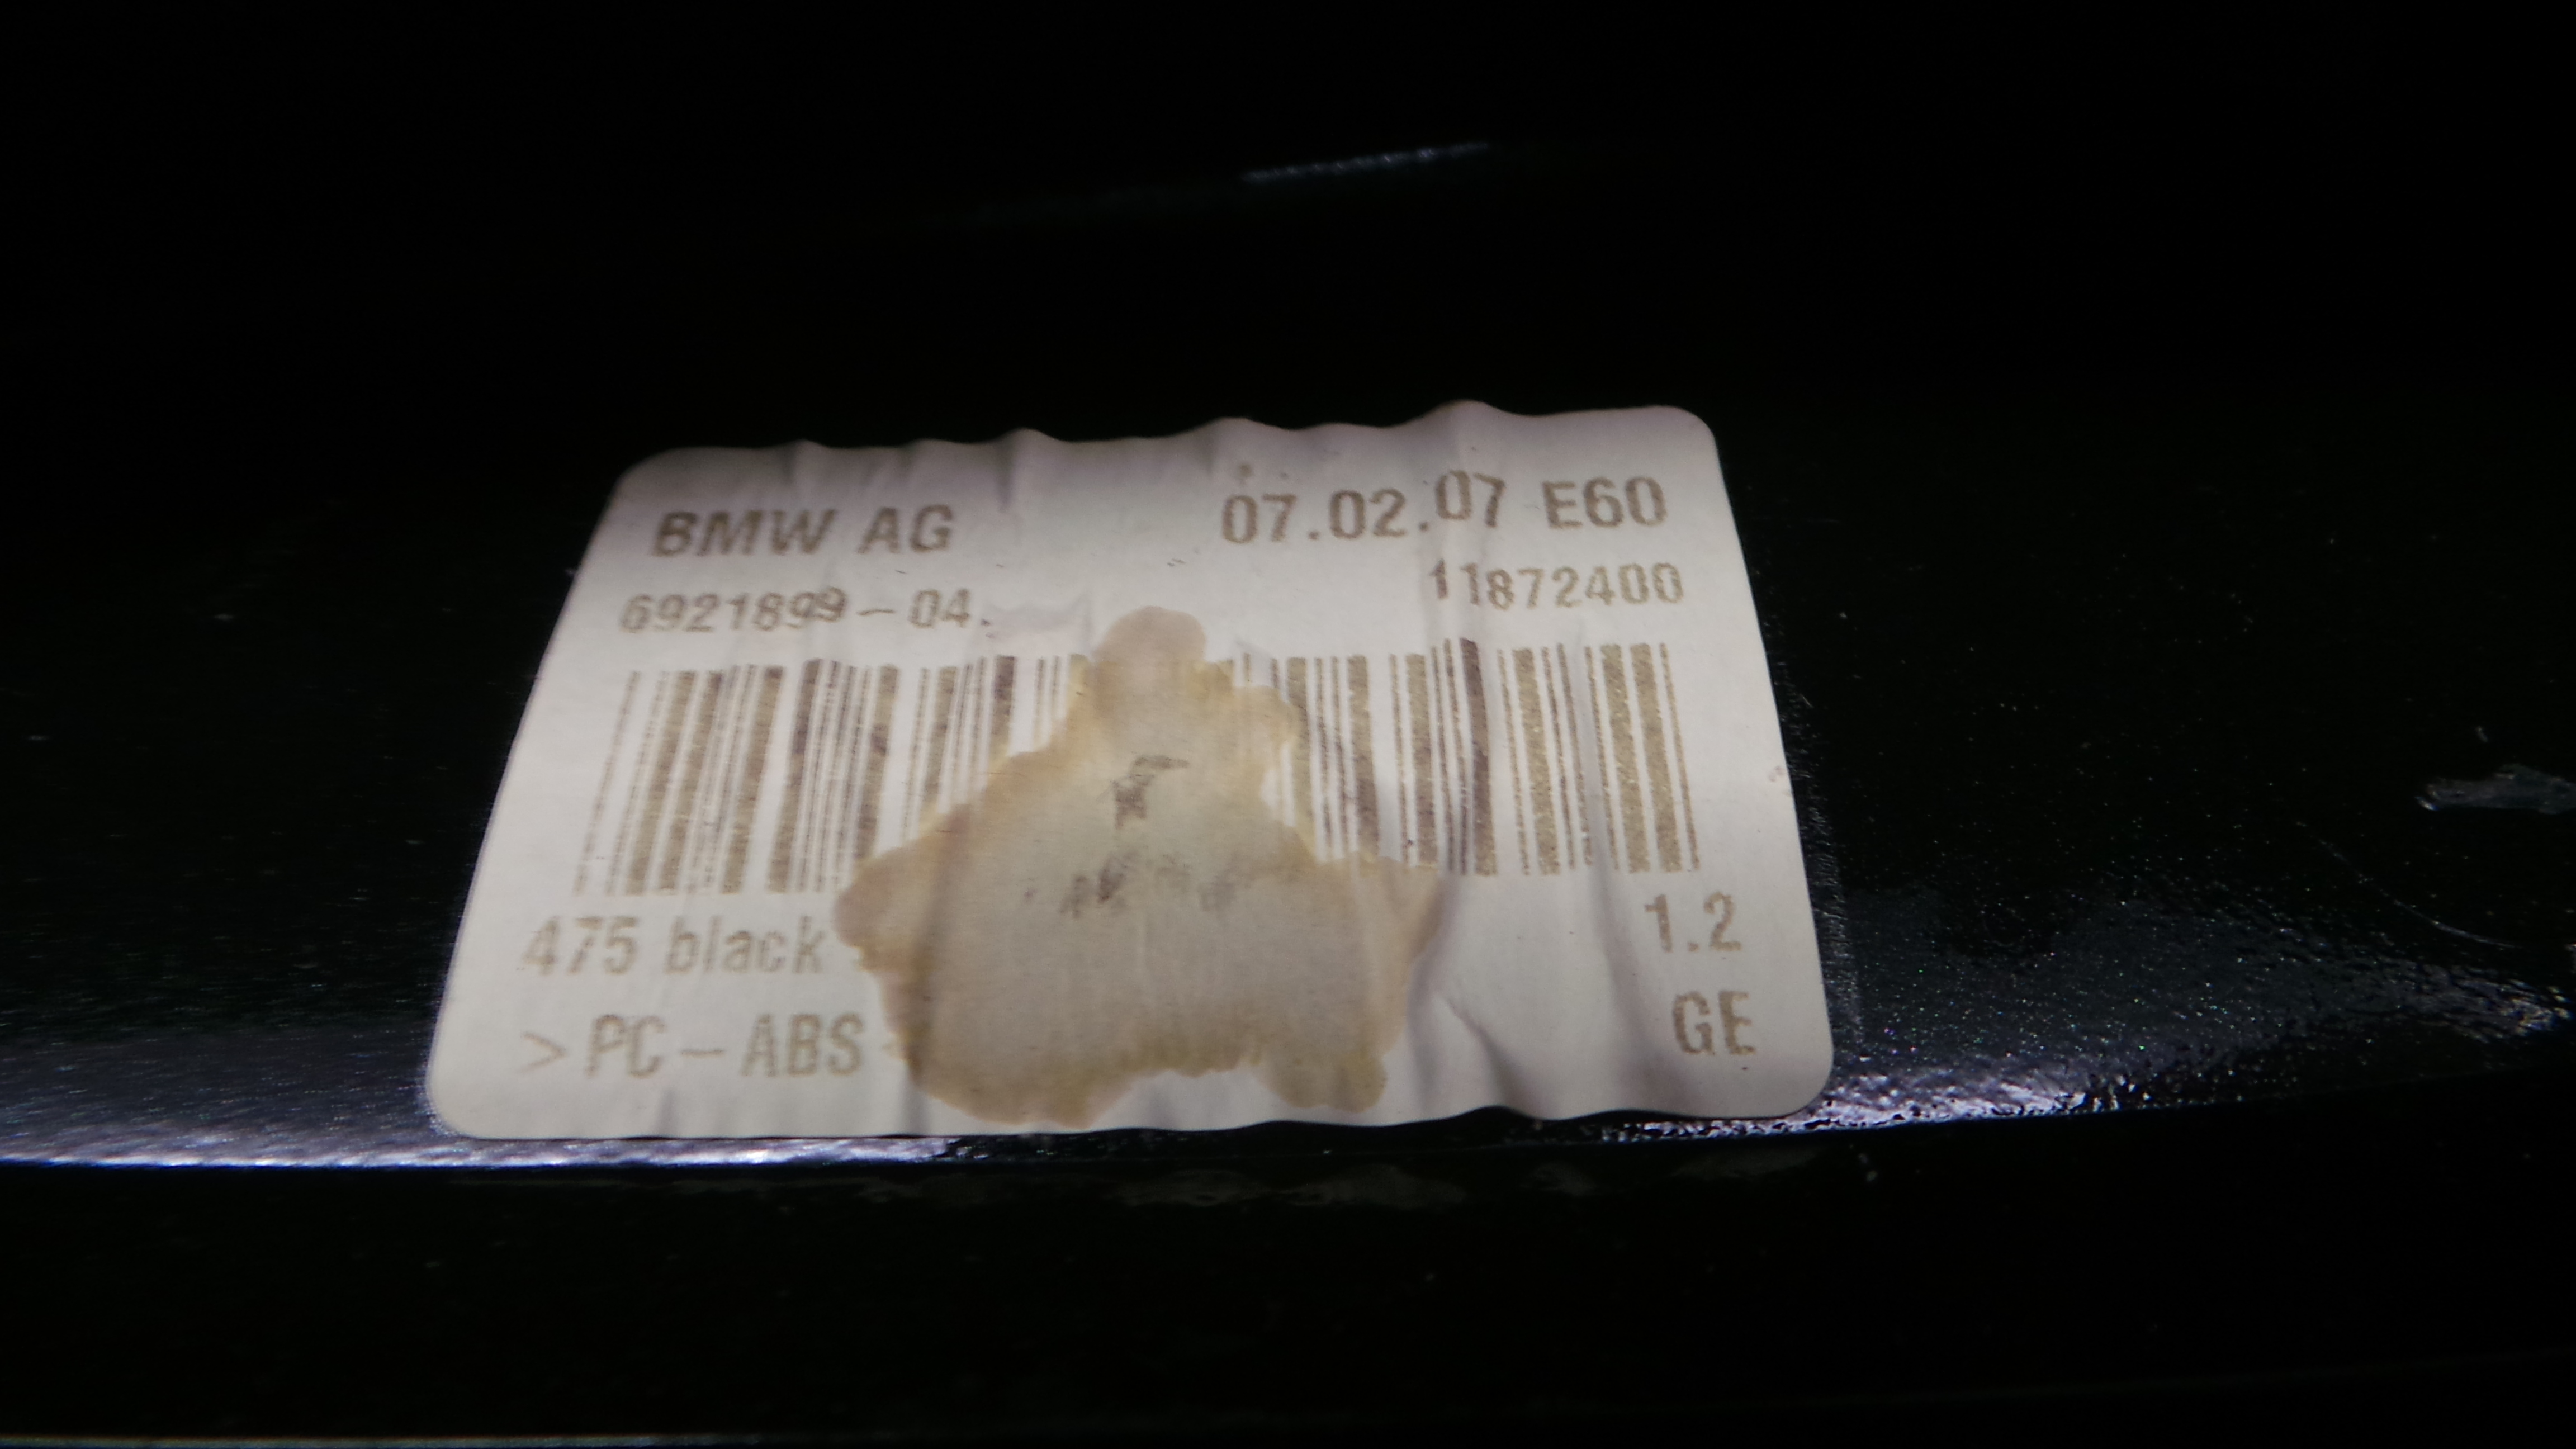 BMW AG 07.02.07 E60
6921899-04. 11872400
475 black 1.2
>PC-ABS GE